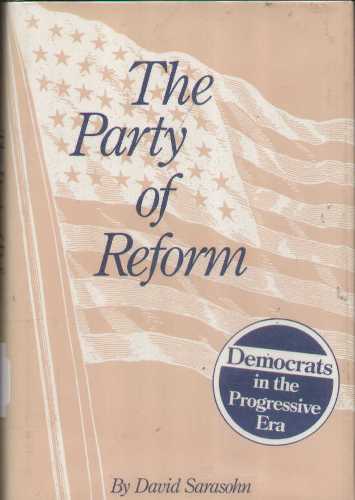 The
Party
of
Reform
Democrats
in the
Progressive
Era
By David Sarasohn